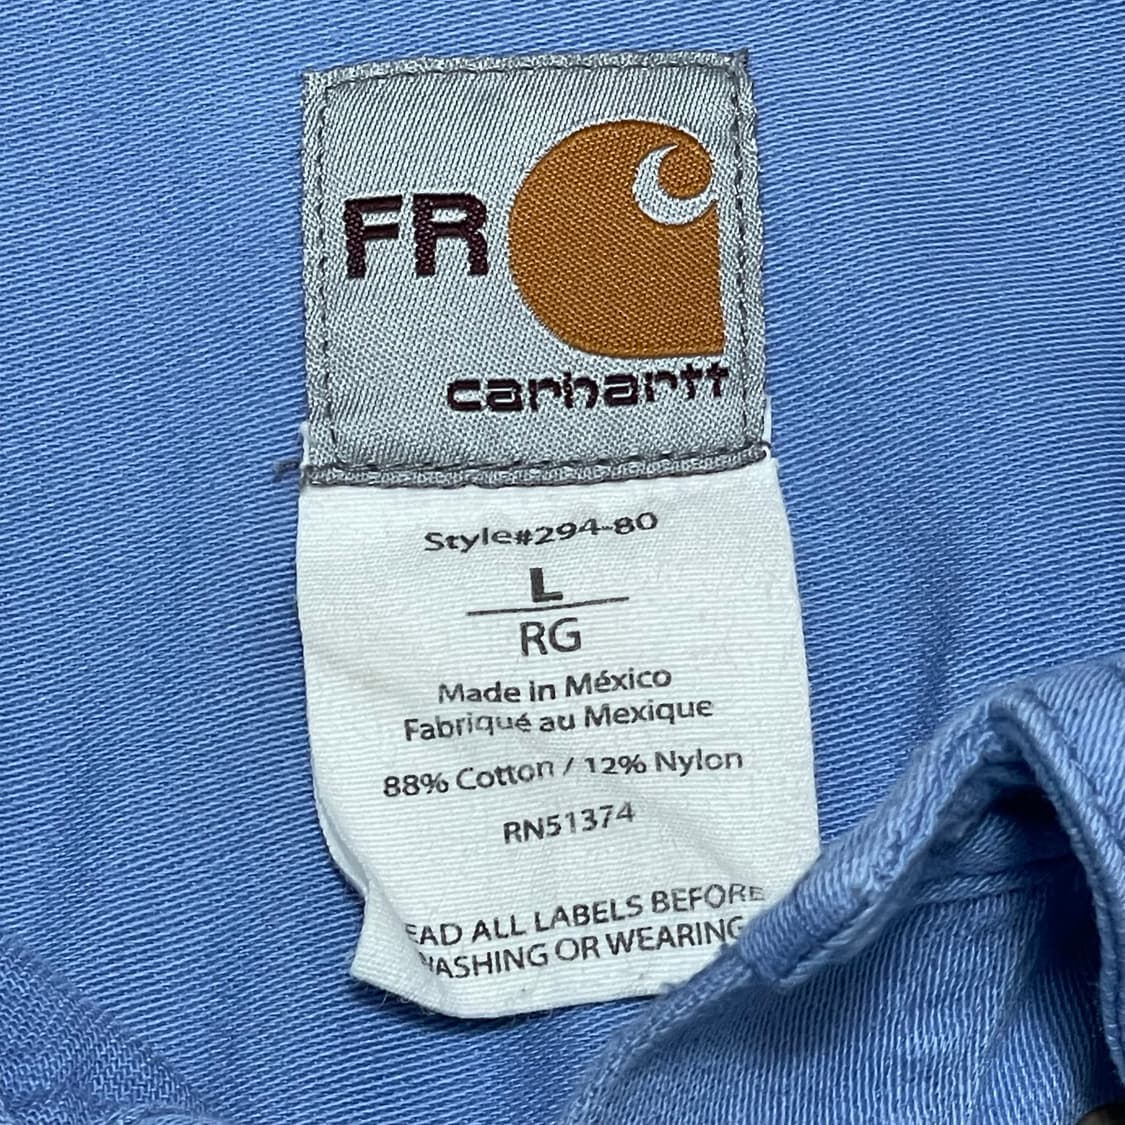 FR
carhartt
Style#294-80
L
RG
Made in México
Fabriqué au Mexique
88% Cotton / 12% Nylon
RN51374
EAD ALL LABELS BEFORE
WASHING OR WEARING